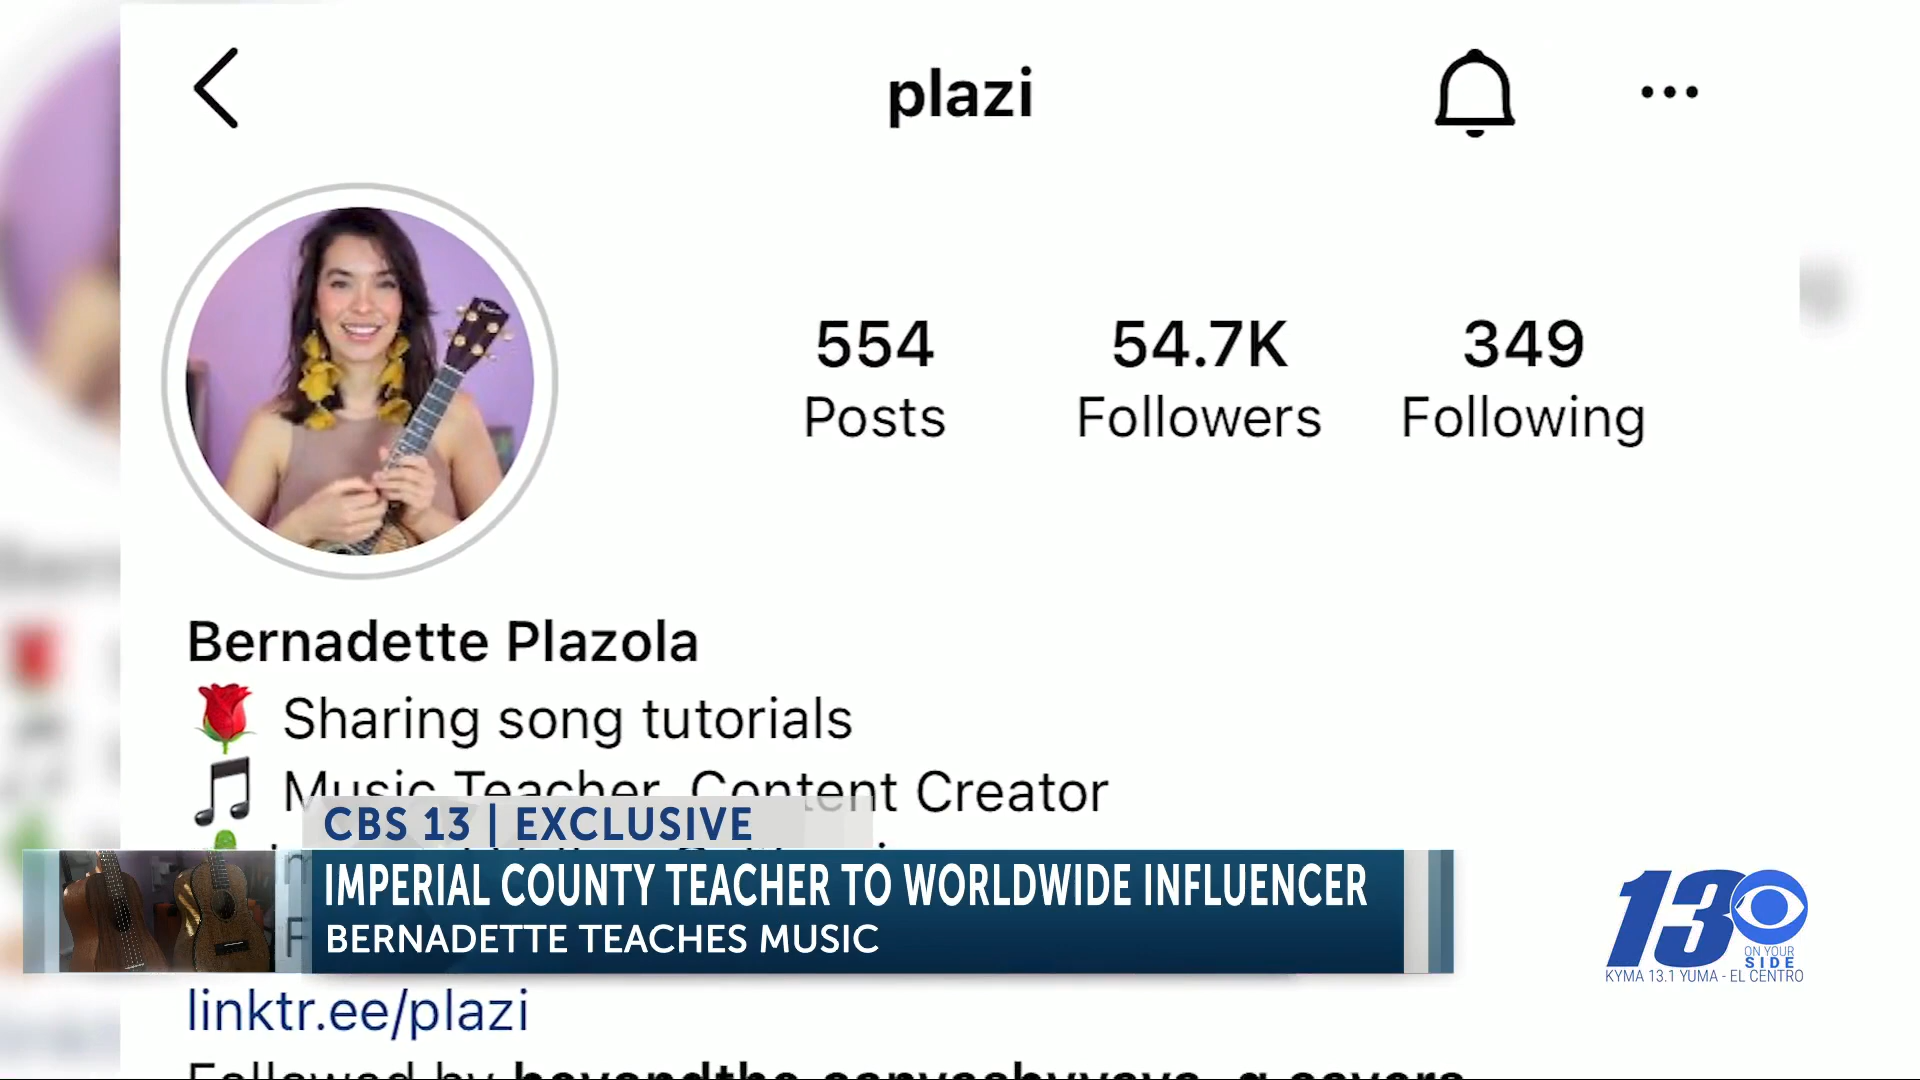 plazi
554 54.7K 349
Posts Followers Following
Bernadette Plazola
Sharing song tutorials
Music Teacher, Content Creator
CBS 13 | EXCLUSIVE
IMPERIAL COUNTY TEACHER TO WORLDWIDE INFLUENCER
BERNADETTE TEACHES MUSIC
13
ON YOUR
SIDE
KYMA 13.1 YUMA - EL CENTRO
linktr.ee/plazi
Followed by